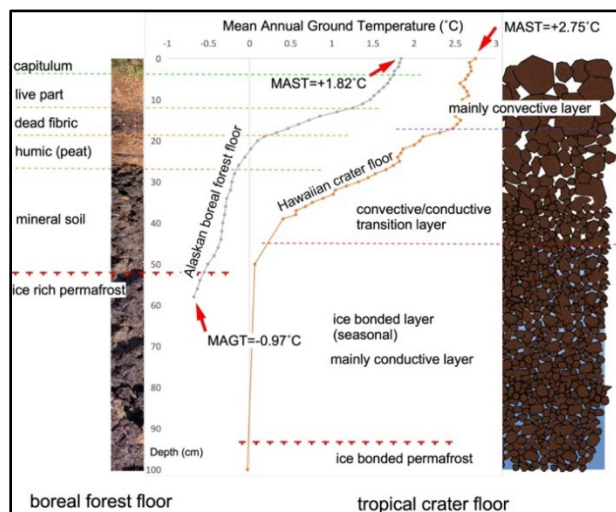 Mean Annual Ground Temperature (˚C)
MAST=+2.75˚C
-1 -0.5 0 0.5 1 1.5 2 2.5 3
0
10
20
30
40
50
60
70
80
90
100
capitulum
live part
dead fibric
humic (peat)
mineral soil
ice rich permafrost
MAST=+1.82˚C
Alaskan boreal forest floor
Hawaiian crater floor
mainly convective layer
convective/conductive
transition layer
MAGT=-0.97˚C
ice bonded layer
(seasonal)
mainly conductive layer
Depth (cm)
ice bonded permafrost
boreal forest floor
tropical crater floor